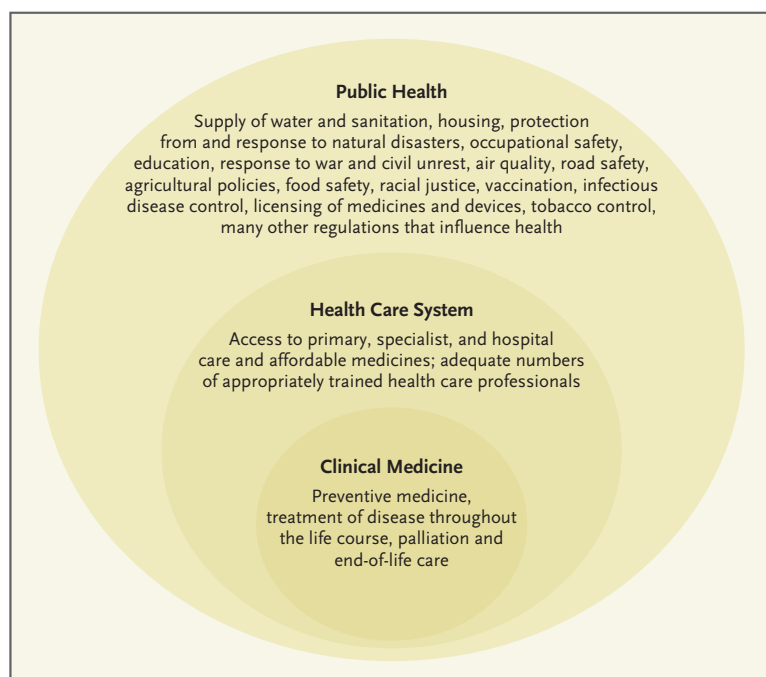 Public Health
Supply of water and sanitation, housing, protection
from and response to natural disasters, occupational safety,
education, response to war and civil unrest, air quality, road safety,
agricultural policies, food safety, racial justice, vaccination, infectious
disease control, licensing of medicines and devices, tobacco control,
many other regulations that influence health
Health Care System
Access to primary, specialist, and hospital
care and affordable medicines; adequate numbers
of appropriately trained health care professionals
Clinical Medicine
Preventive medicine,
treatment of disease throughout
the life course, palliation and
end-of-life care